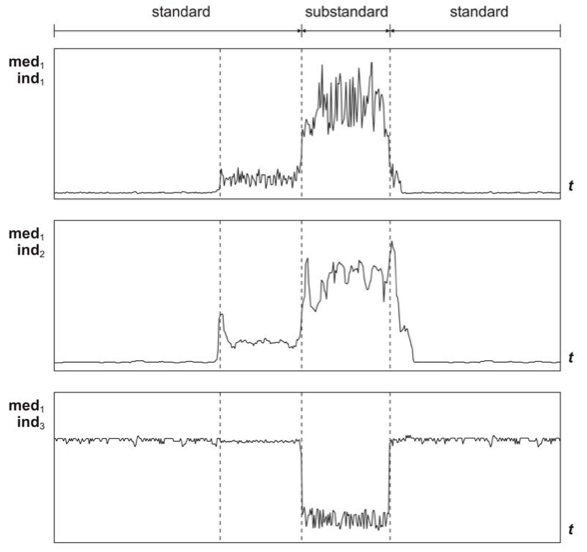 standard substandard standard
med₁
ind₁
t
med₁
ind₂
t
med₁
ind₃
t